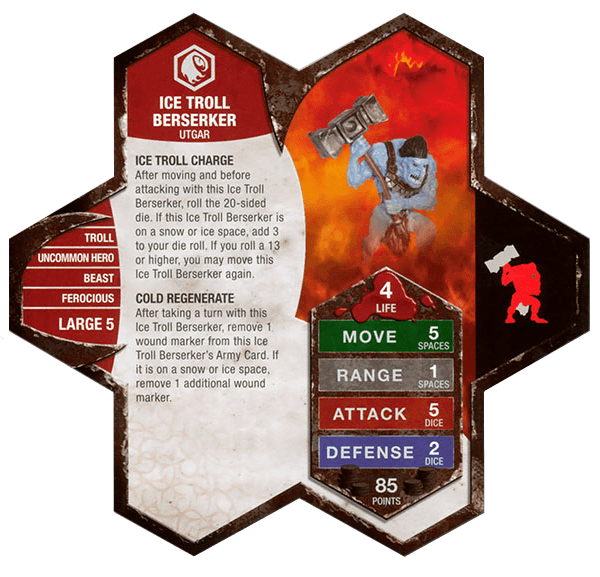 ICE TROLL
BERSERKER
UTGAR
ICE TROLL CHARGE
After moving and before
attacking with this Ice Troll
Berserker, roll the 20-sided
die. If this Ice Troll Berserker is
on a snow or ice space, add 3
to your die roll. If you roll a 13
or higher, you may move this
Ice Troll Berserker again.
COLD REGENERATE
After taking a turn with this
Ice Troll Berserker, remove 1
wound marker from this Ice
Troll Berserker's Army Card. If
it is on a snow or ice space,
remove 1 additional wound
marker.
TROLL
UNCOMMON HERO
BEAST
FEROCIOUS
LARGE 5
4
LIFE
MOVE 5
SPACES
RANGE 1
SPACES
ATTACK 5
DICE
DEFENSE 2
DICE
85
POINTS